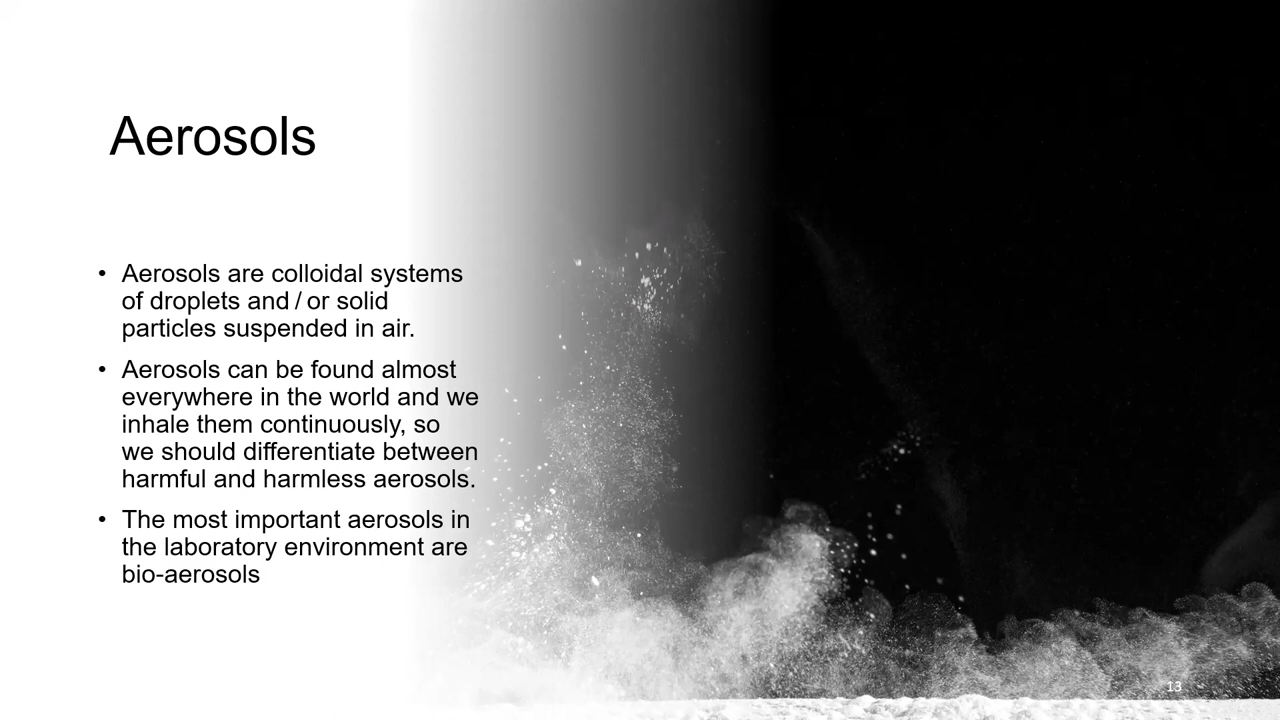 Aerosols
• Aerosols are colloidal systems
of droplets and / or solid
particles suspended in air.
• Aerosols can be found almost
everywhere in the world and we
inhale them continuously, so
we should differentiate between
harmful and harmless aerosols.
• The most important aerosols in
the laboratory environment are
bio-aerosols
13